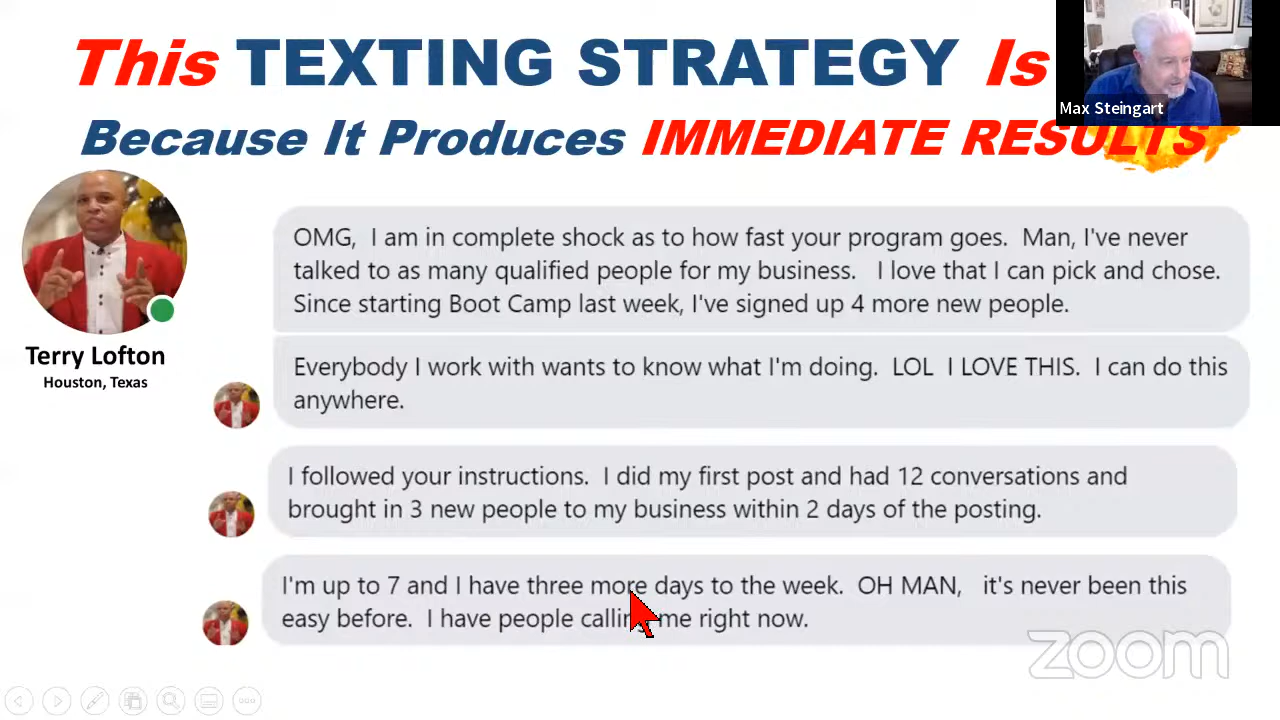 This TEXTING STRATEGY Is
Because It Produces IMMEDIATE RESULTS
Max Steingart
OMG, I am in complete shock as to how fast your program goes. Man, I've never
talked to as many qualified people for my business. I love that I can pick and chose.
Since starting Boot Camp last week, I've signed up 4 more new people.
Terry Lofton
Houston, Texas
Everybody I work with wants to know what I'm doing. LOL I LOVE THIS. I can do this
anywhere.
I followed your instructions. I did my first post and had 12 conversations and
brought in 3 new people to my business within 2 days of the posting.
I'm up to 7 and I have three more days to the week. OH MAN, it's never been this
easy before. I have people calling me right now.
zoom